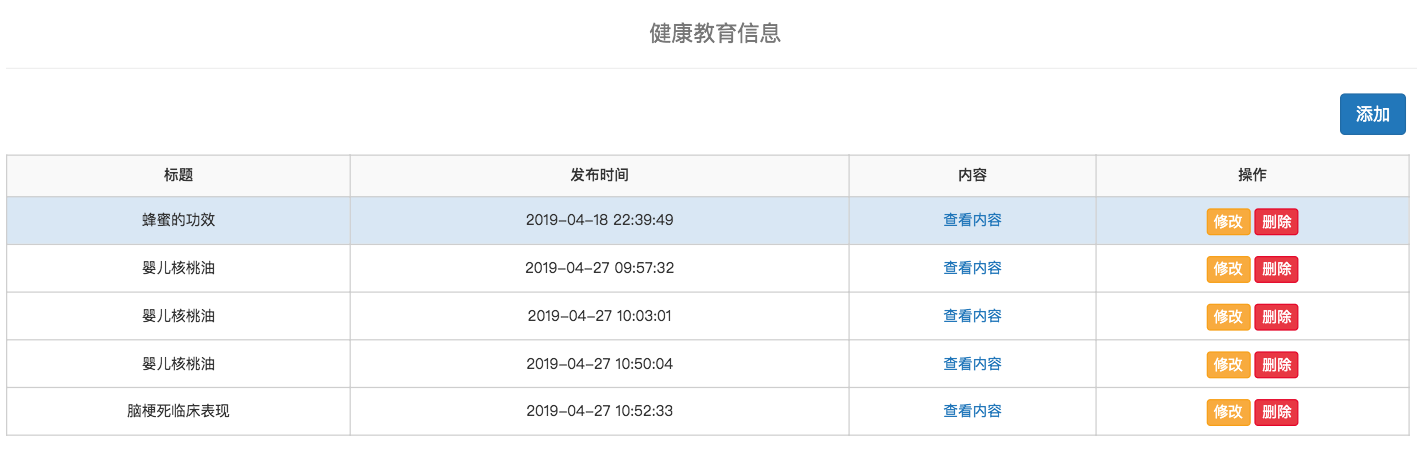 健康教育信息
添加
标题 发布时间 内容 操作
蜂蜜的功效 2019-04-18 22:39:49 查看内容 修改 删除
婴儿核桃油 2019-04-27 09:57:32 查看内容 修改 删除
婴儿核桃油 2019-04-27 10:03:01 查看内容 修改 删除
婴儿核桃油 2019-04-27 10:50:04 查看内容 修改 删除
脑梗死临床表现 2019-04-27 10:52:33 查看内容 修改 删除